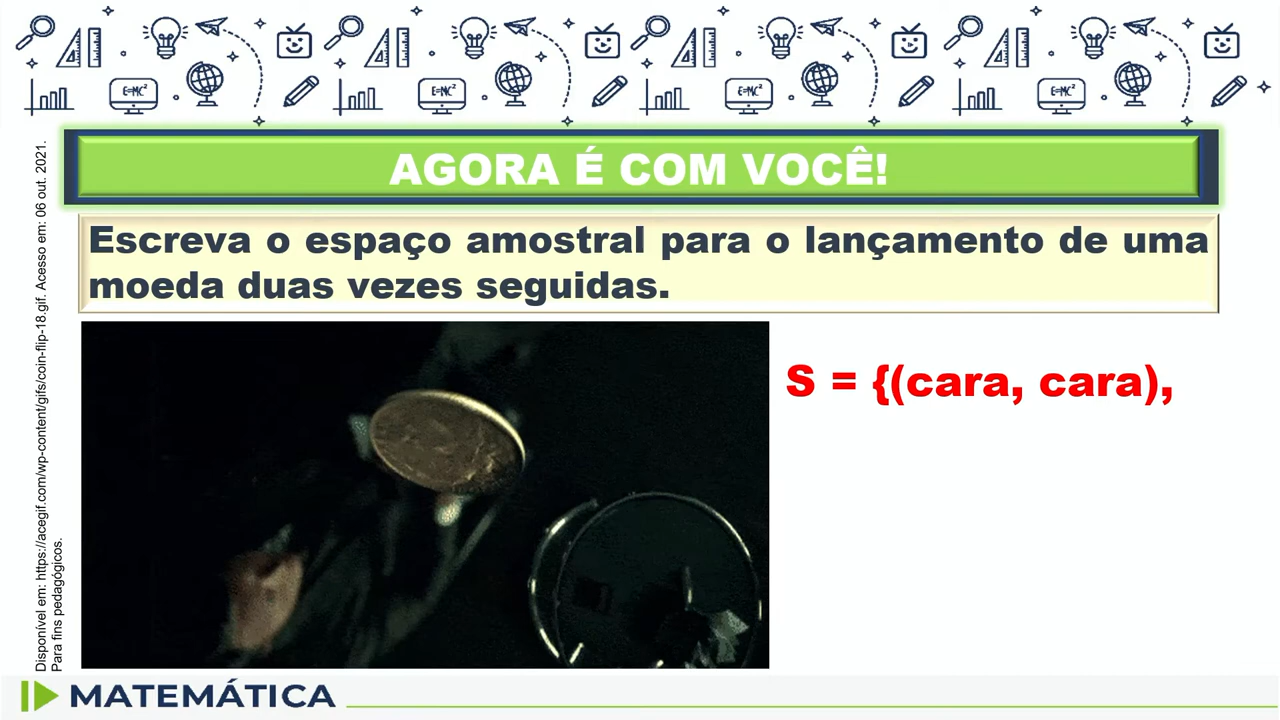 AGORA É COM VOCÊ!
Escreva o espaço amostral para o lançamento de uma
moeda duas vezes seguidas.
S = {(cara, cara),
Disponível em: https://acegif.com/wp-content/gifs/coin-flip-18.gif. Acesso em: 06 out. 2021.
Para fins pedagógicos.
MATEMÁTICA